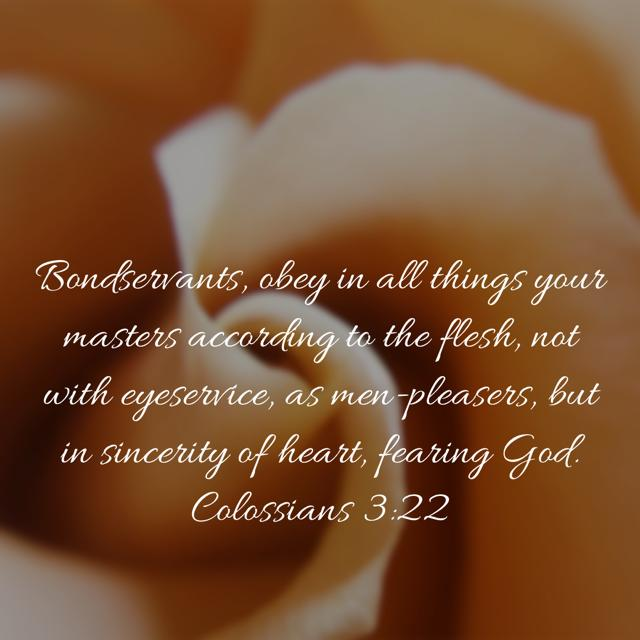 Bondservants, obey in all things your
masters according to the flesh, not
with eyeservice, as men-pleasers, but
in sincerity of heart, fearing God.
Colossians 3:22